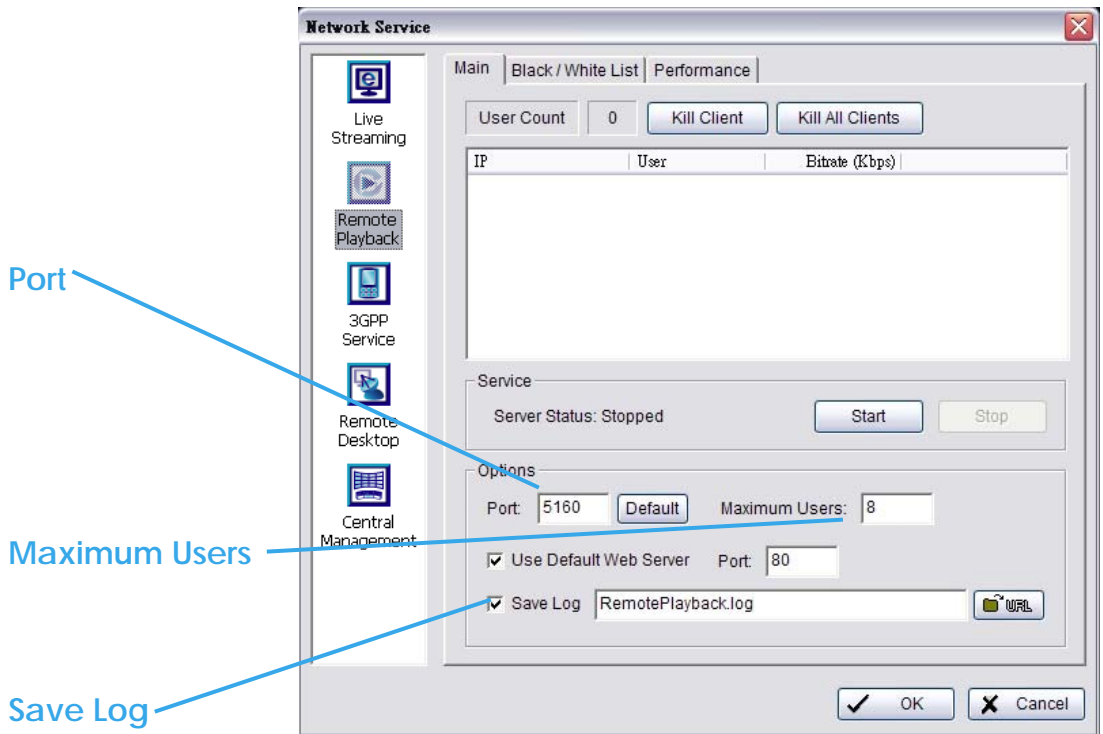 Network Service
Live
Streaming
Remote
Playback
3GPP
Service
Remote
Desktop
Central
Management
Main
Black / White List
Performance
User Count 0 Kill Client Kill All Clients
IP User Bitrate (Kbps)
Service
Server Status: Stopped Start Stop
Options
Port: 5160 Default Maximum Users: 8
Use Default Web Server Port: 80
Save Log RemotePlayback.log URL
OK Cancel
Port
Maximum Users
Save Log